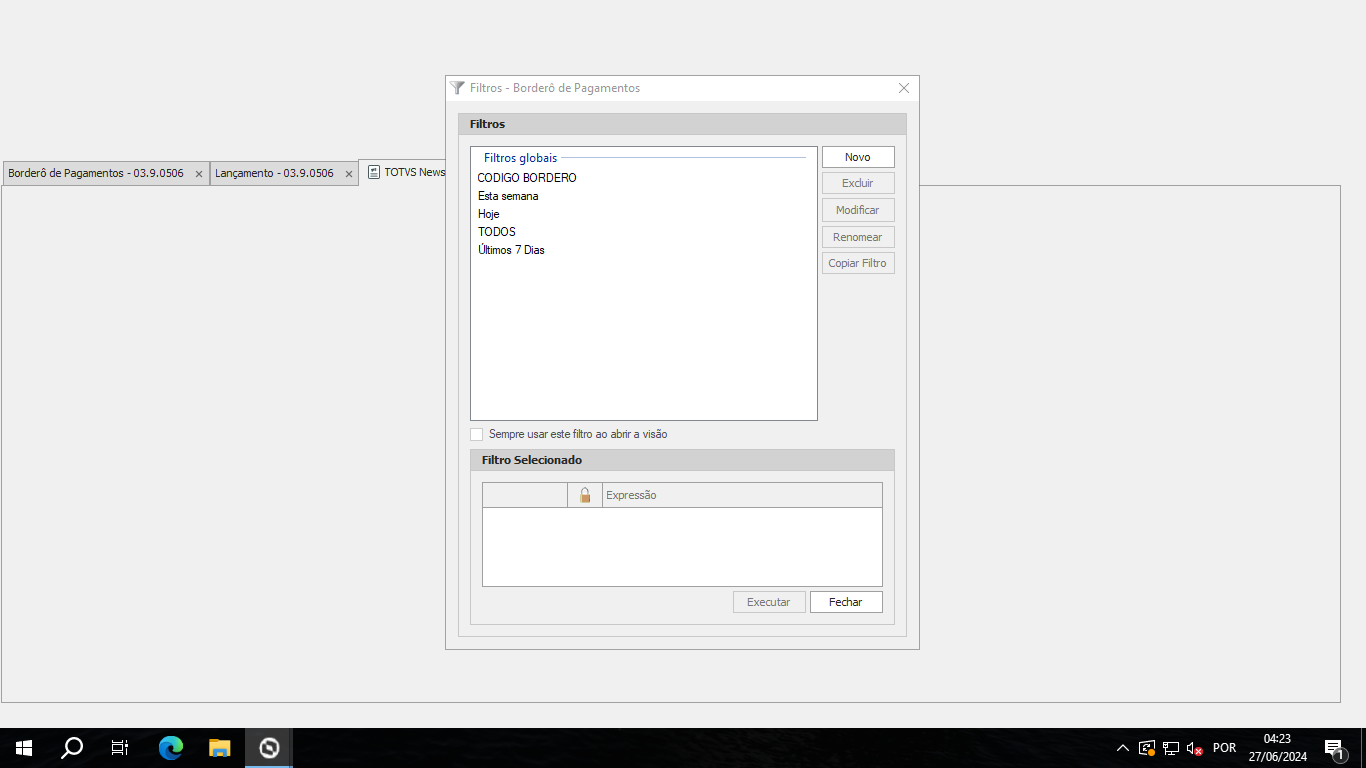 Filtros - Borderô de Pagamentos
Filtros
Borderô de Pagamentos - 03.9.0506
Lançamento - 03.9.0506
TOTVS News
Filtros globais
CODIGO BORDERO
Esta semana
Hoje
TODOS
Últimos 7 Dias
Novo
Excluir
Modificar
Renomear
Copiar Filtro
Sempre usar este filtro ao abrir a visão
Filtro Selecionado
Expressão
Executar
Fechar
POR
04:23
27/06/2024
1